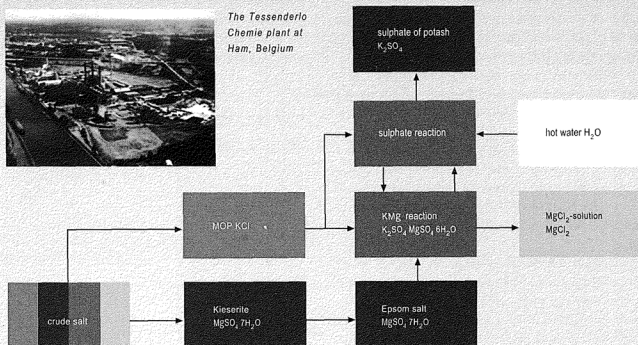 The Tessenderlo
Chemie plant at
Ham, Belgium
sulphate of potash
K₂SO₄
sulphate reaction
hot water H₂O
MOP KCl
KMg reaction
K₂SO₄ MgSO₄ 6H₂O
MgCl₂-solution
MgCl₂
crude salt
Kieserite
MgSO₄ 7H₂O
Epsom salt
MgSO₄ 7H₂O